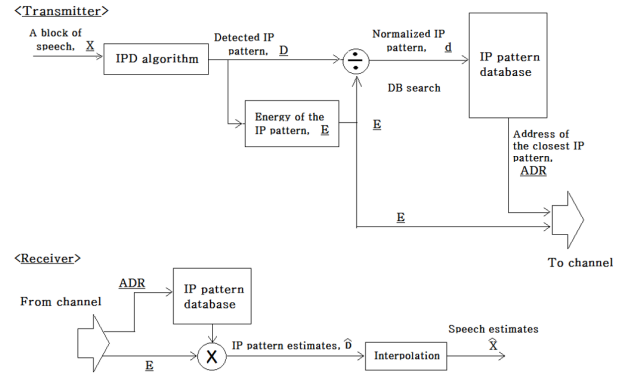 <Transmitter>
A block of
speech, X
IPD algorithm
Detected IP
pattern, D
÷
Normalized IP
pattern, d
DB search
IP pattern
database
Energy of the
IP pattern, E
E
Address of
the closest IP
pattern,
ADR
E
To channel
<Receiver>
From channel
ADR
IP pattern
database
E
X
IP pattern estimates, D̂
Interpolation
Speech estimates
X̂